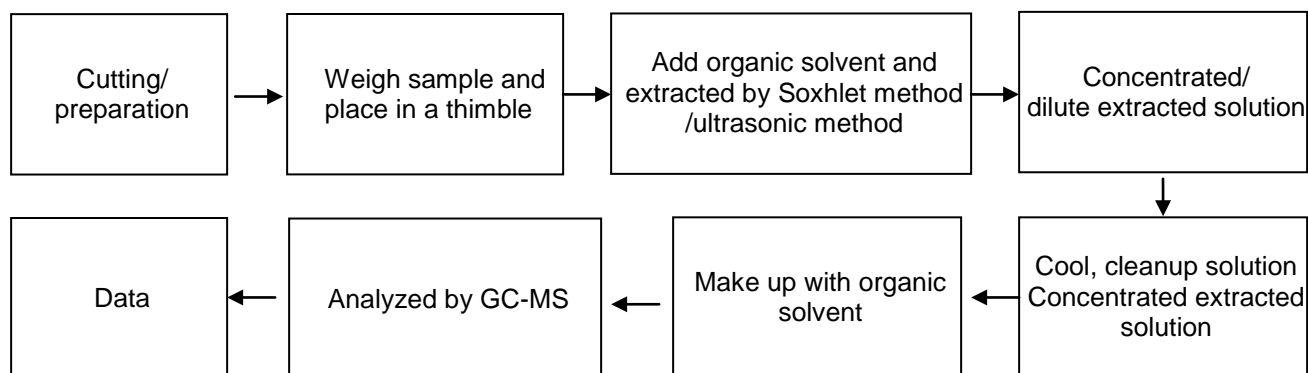 Cutting/
preparation
Weigh sample and
place in a thimble
Add organic solvent and
extracted by Soxhlet method
/ultrasonic method
Concentrated/
dilute extracted solution
Cool, cleanup solution
Concentrated extracted
solution
Make up with organic
solvent
Analyzed by GC-MS
Data